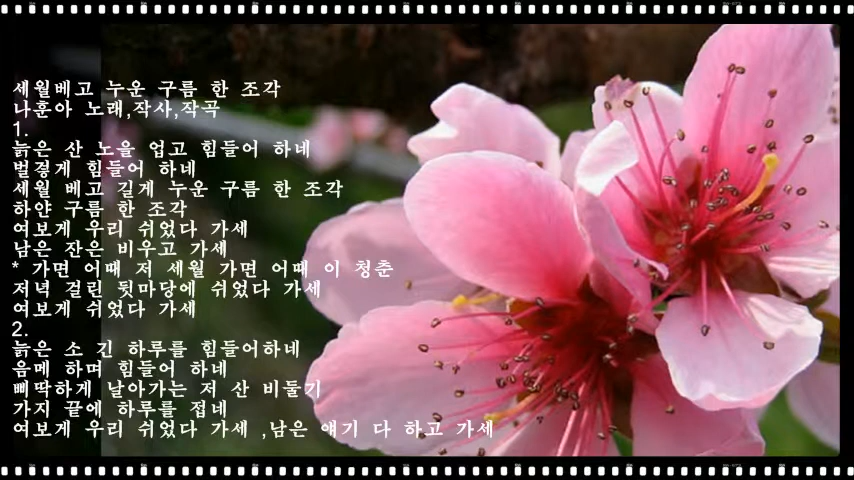 세월베고 누운 구름 한 조각
나훈아 노래,작사,작곡
1.
늙은 산 노을 업고 힘들어 하네
벌겋게 힘들어 하네
세월 베고 길게 누운 구름 한 조각
하얀 구름 한 조각
여보게 우리 쉬었다 가세
남은 잔은 비우고 가세
* 가면 어때 저 세월 가면 어때 이 청춘
저녁 걸린 뒷마당에 쉬었다 가세
여보게 쉬었다 가세
2.
늙은 소 긴 하루를 힘들어하네
음메 하며 힘들어 하네
삐딱하게 날아가는 저 산 비둘기
가지 끝에 하루를 접네
여보게 우리 쉬었다 가세 ,남은 얘기 다 하고 가세